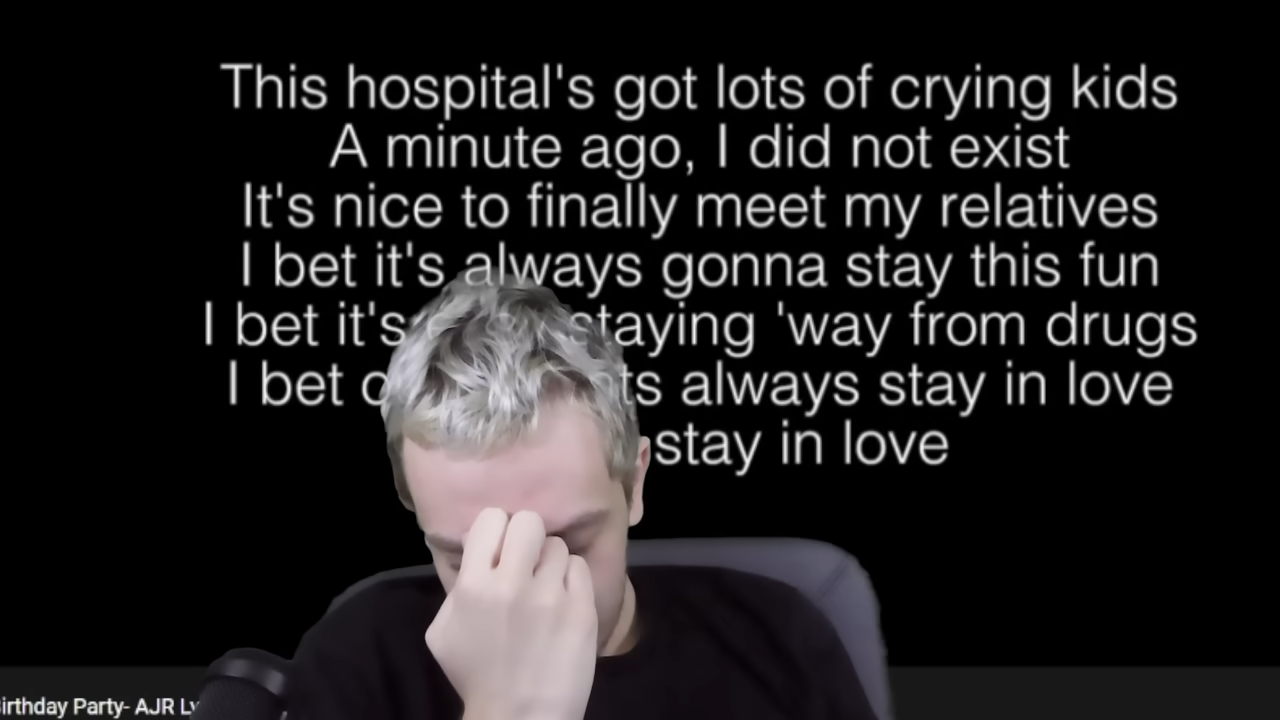 This hospital's got lots of crying kids
A minute ago, I did not exist
It's nice to finally meet my relatives
I bet it's always gonna stay this fun
I bet it's staying 'way from drugs
I bet always stay in love
stay in love
Birthday Party- AJR